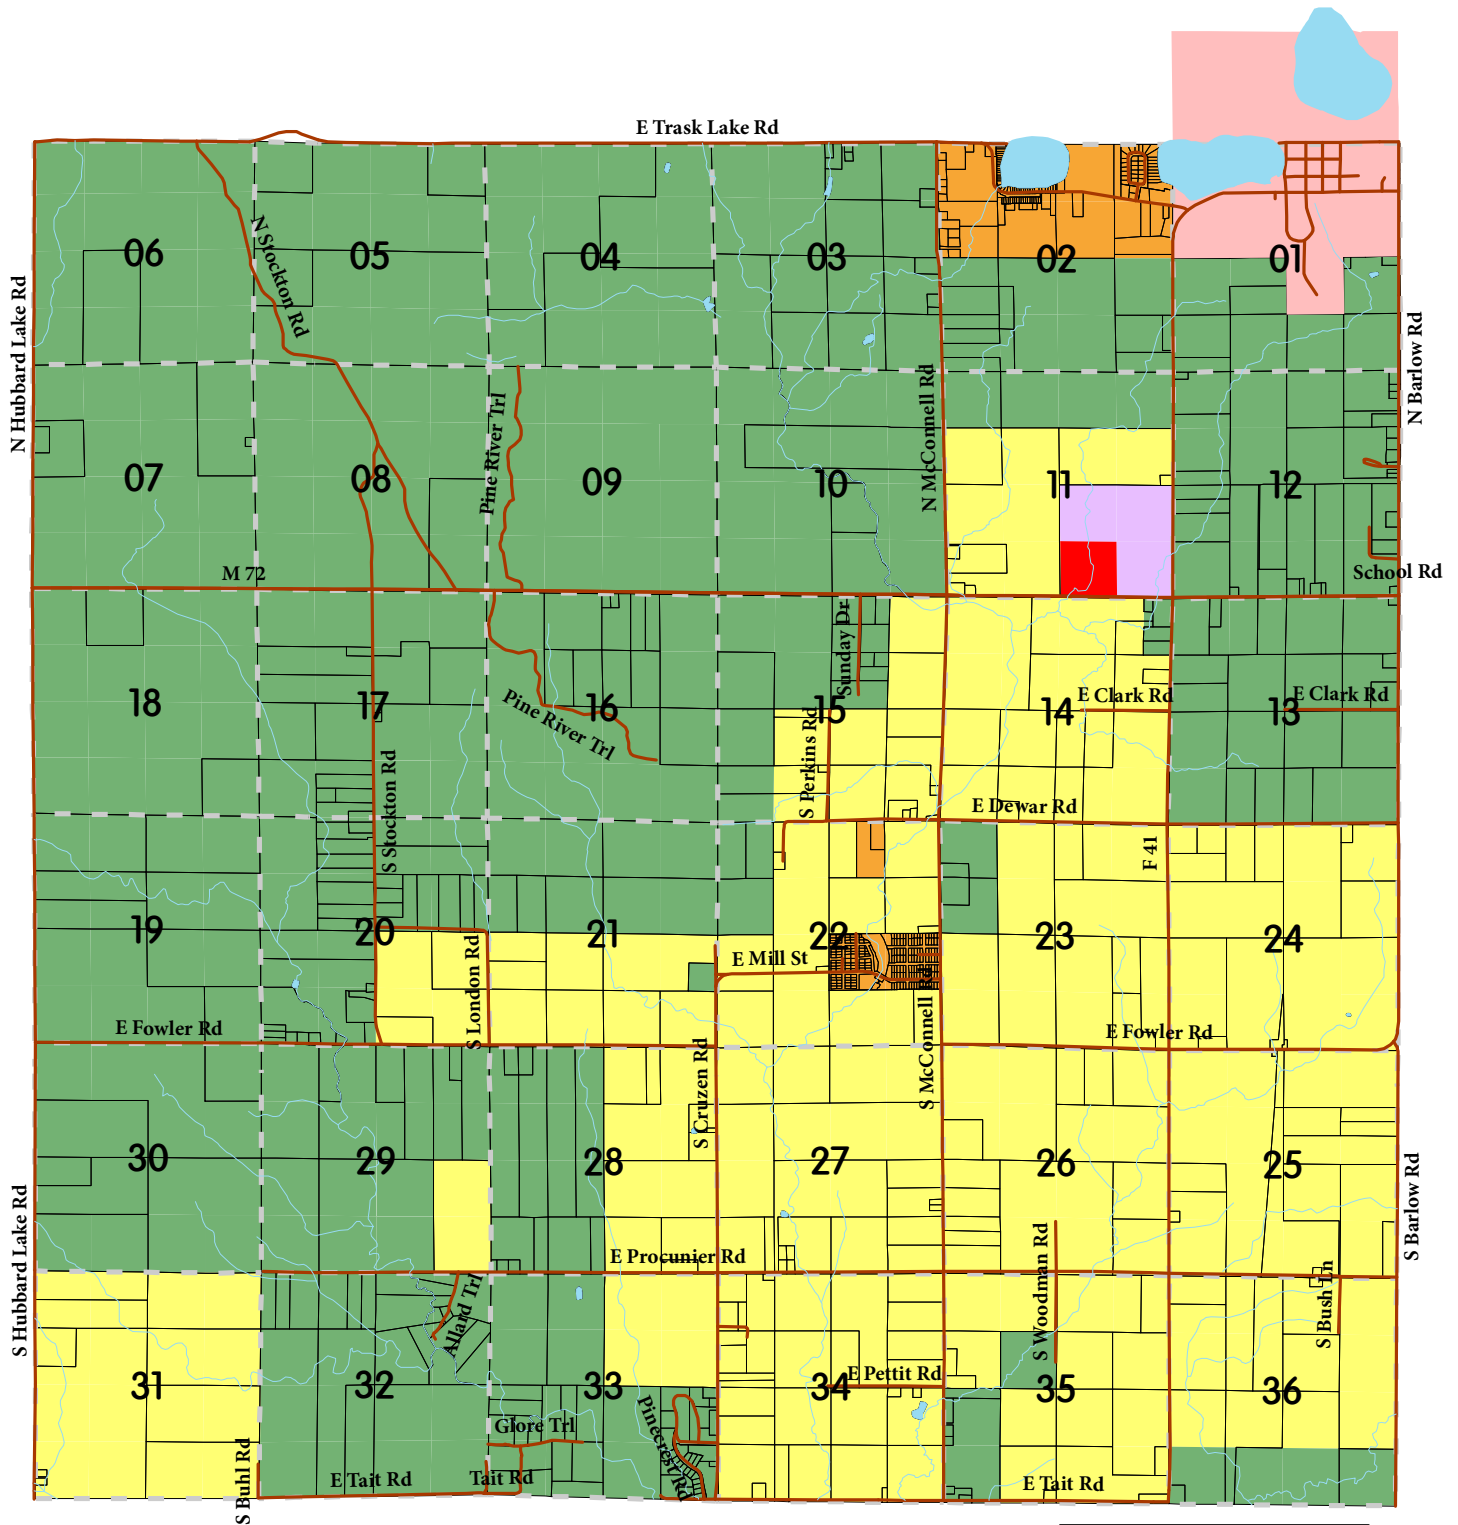 E Trask Lake Rd
06
05
04
03
02
01
N Stockton Rd
N Hubbard Lake Rd
N Barlow Rd
N McConnell Rd
Pine River Trl
07
08
09
10
11
12
M 72
School Rd
Sunday Dr
18
17
16
15
14
13
E Clark Rd
E Clark Rd
Pine River Trl
S Perkins Rd
S Stockton Rd
E Dewar Rd
F 41
19
20
21
22
23
24
S London Rd
E Mill St
S McConnell Rd
E Fowler Rd
E Fowler Rd
S Cruzen Rd
30
29
28
27
26
25
S Hubbard Lake Rd
S Barlow Rd
E Procunier Rd
S Woodman Rd
S Bush Ln
Allard Trl
31
32
33
34
35
36
E Pettit Rd
Glore Trl
Pinecrest Rd
S Buhl Rd
E Tait Rd
Tait Rd
E Tait Rd